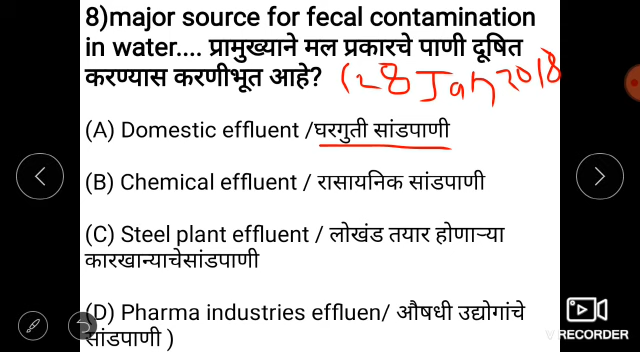 8)major source for fecal contamination
in water.... प्रामुख्याने मल प्रकारचे पाणी दूषित
करण्यास करणीभूत आहे? (28 Jan 2018
(A) Domestic effluent /घरगुती सांडपाणी
(B) Chemical effluent / रासायनिक सांडपाणी
(C) Steel plant effluent / लोखंड तयार होणाऱ्या
कारखान्याचेसांडपाणी
(D) Pharma industries effluen/ औषधी उद्योगांचे
सांडपाणी )
V RECORDER